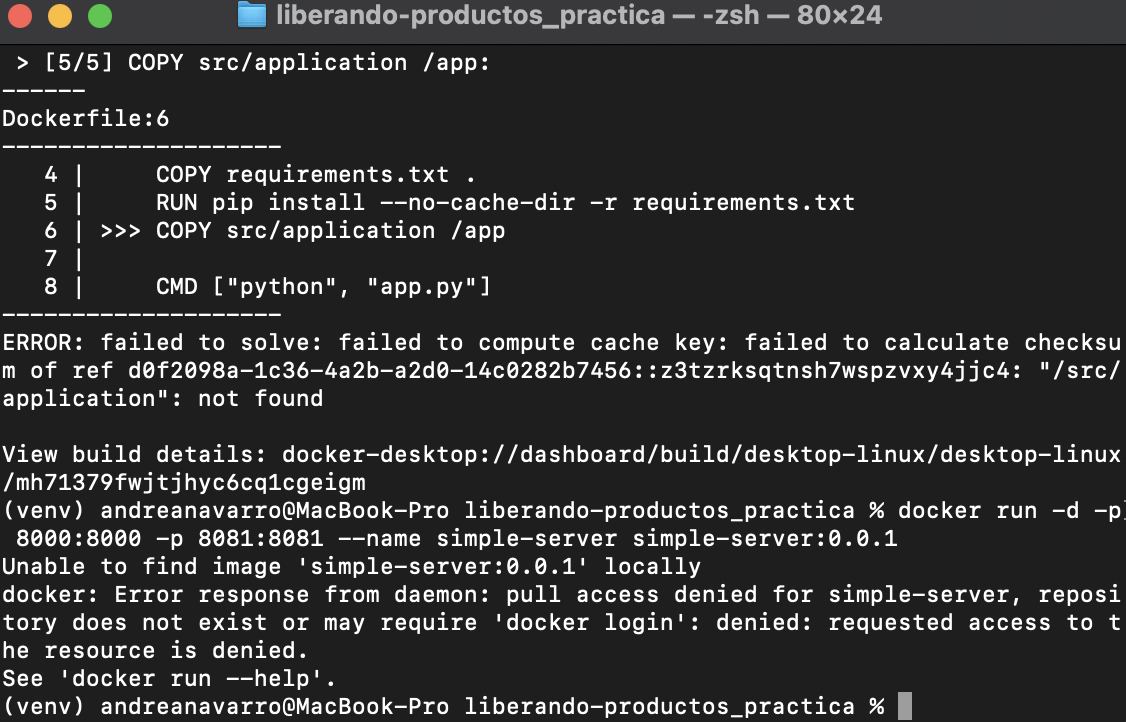 liberando-productos_practica — -zsh — 80×24
 > [5/5] COPY src/application /app:
------
Dockerfile:6
--------------------
   4 |     COPY requirements.txt .
   5 |     RUN pip install --no-cache-dir -r requirements.txt
   6 | >>> COPY src/application /app
   7 |
   8 |     CMD ["python", "app.py"]
--------------------
ERROR: failed to solve: failed to compute cache key: failed to calculate checksu
m of ref d0f2098a-1c36-4a2b-a2d0-14c0282b7456::z3tzrksqtnsh7wspzvxy4jjc4: "/src/
application": not found

View build details: docker-desktop://dashboard/build/desktop-linux/desktop-linux
/mh71379fwjtjhyc6cq1cgeigm
(venv) andreanavarro@MacBook-Pro liberando-productos_practica % docker run -d -p
 8000:8000 -p 8081:8081 --name simple-server simple-server:0.0.1
Unable to find image 'simple-server:0.0.1' locally
docker: Error response from daemon: pull access denied for simple-server, reposi
tory does not exist or may require 'docker login': denied: requested access to t
he resource is denied.
See 'docker run --help'.
(venv) andreanavarro@MacBook-Pro liberando-productos_practica %